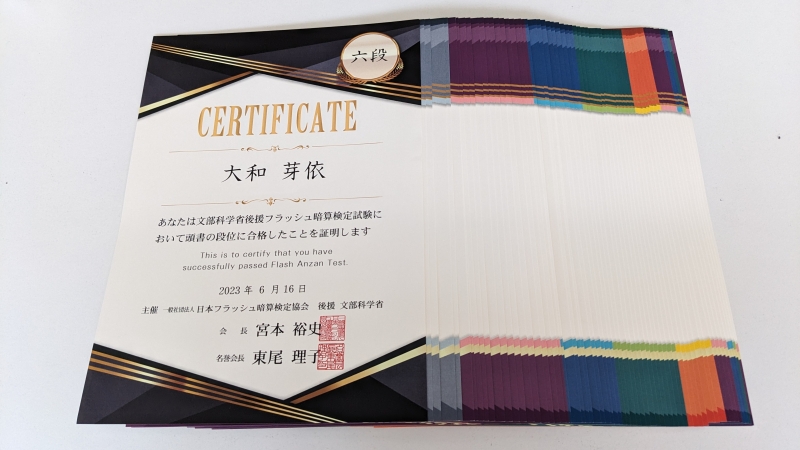 六段
CERTIFICATE
大和 芽依
あなたは文部科学省後援フラッシュ暗算検定試験に
おいて頭書の段位に合格したことを証明します
This is to certify that you have
successfully passed Flash Anzan Test.
2023 年 6 月 16 日
主催 一般社団法人 日本フラッシュ暗算検定協会 後援 文部科学省
会 長 宮本 裕史
名誉会長 東尾 理子